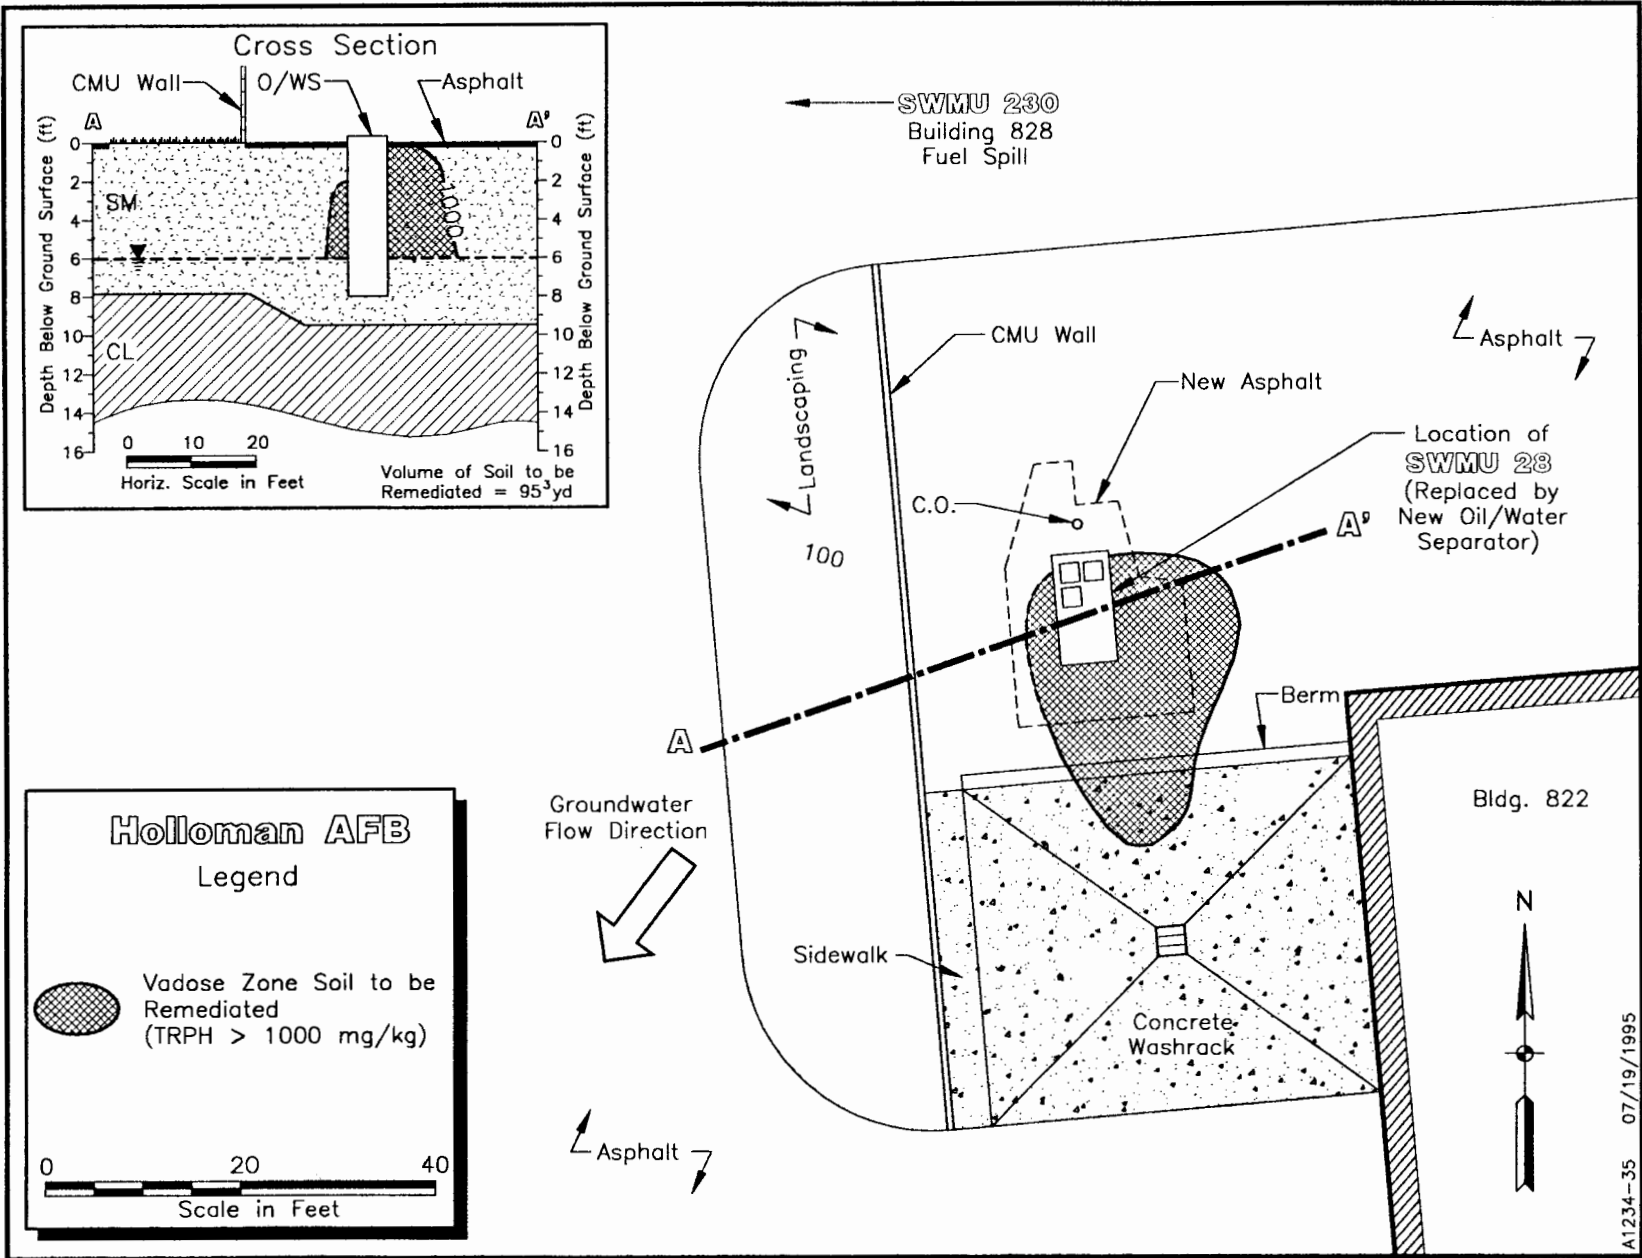 Cross Section
CMU Wall
O/WS
Asphalt
A
A'
Depth Below Ground Surface (ft)
0
2
4
6
8
10
12
14
16
SM
CL
0
2
4
6
8
10
12
14
16
Depth Below Ground Surface (ft)
0 10 20
Horiz. Scale in Feet
Volume of Soil to be
Remediated = 95³yd
SWMU 230
Building 828
Fuel Spill
CMU Wall
Landscaping
100
New Asphalt
C.O.
Asphalt
Location of
SWMU 28
(Replaced by
New Oil/Water
Separator)
A'
A
Berm
Bldg. 822
Groundwater
Flow Direction
Sidewalk
Concrete
Washrack
Asphalt
N
Holloman AFB
Legend
Vadose Zone Soil to be
Remediated
(TRPH > 1000 mg/kg)
0 20 40
Scale in Feet
A1234-35 07/19/1995